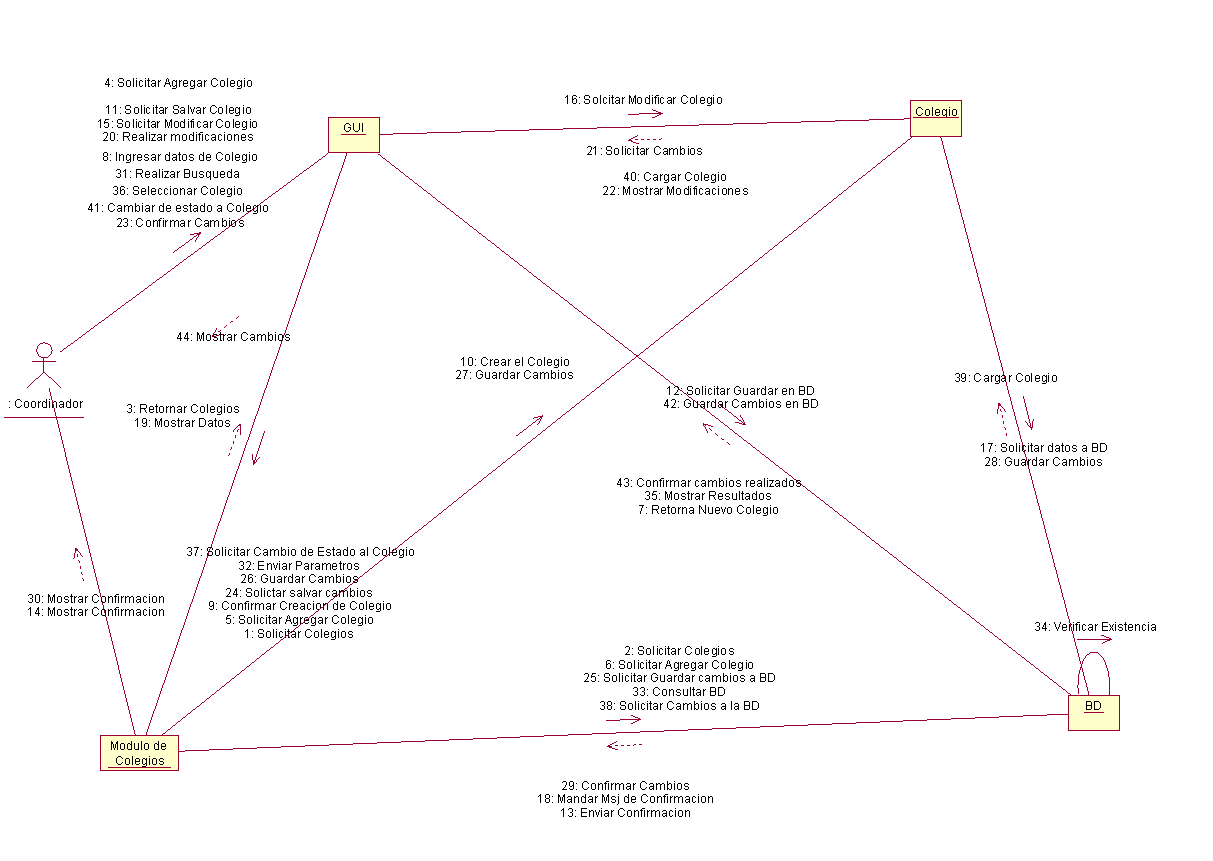 4: Solicitar Agregar Colegio
11: Solicitar Salvar Colegio
15: Solicitar Modificar Colegio
20: Realizar modificaciones
8: Ingresar datos de Colegio
31: Realizar Busqueda
36: Seleccionar Colegio
41: Cambiar de estado a Colegio
23: Confirmar Cambios
GUI
16: Solcitar Modificar Colegio
Colegio
21: Solicitar Cambios
40: Cargar Colegio
22: Mostrar Modificaciones
44: Mostrar Cambios
: Coordinador
3: Retornar Colegios
19: Mostrar Datos
10: Crear el Colegio
27: Guardar Cambios
12: Solicitar Guardar en BD
42: Guardar Cambios en BD
39: Cargar Colegio
17: Solicitar datos a BD
28: Guardar Cambios
43: Confirmar cambios realizados
35: Mostrar Resultados
7: Retorna Nuevo Colegio
37: Solicitar Cambio de Estado al Colegio
32: Enviar Parametros
26: Guardar Cambios
24: Solictar salvar cambios
9: Confirmar Creacion de Colegio
5: Solicitar Agregar Colegio
1: Solicitar Colegios
30: Mostrar Confirmacion
14: Mostrar Confirmacion
34: Verificar Existencia
2: Solicitar Colegios
6: Solicitar Agregar Colegio
25: Solicitar Guardar cambios a BD
33: Consultar BD
38: Solicitar Cambios a la BD
BD
Modulo de
Colegios
29: Confirmar Cambios
18: Mandar Msj de Confirmacion
13: Enviar Confirmacion